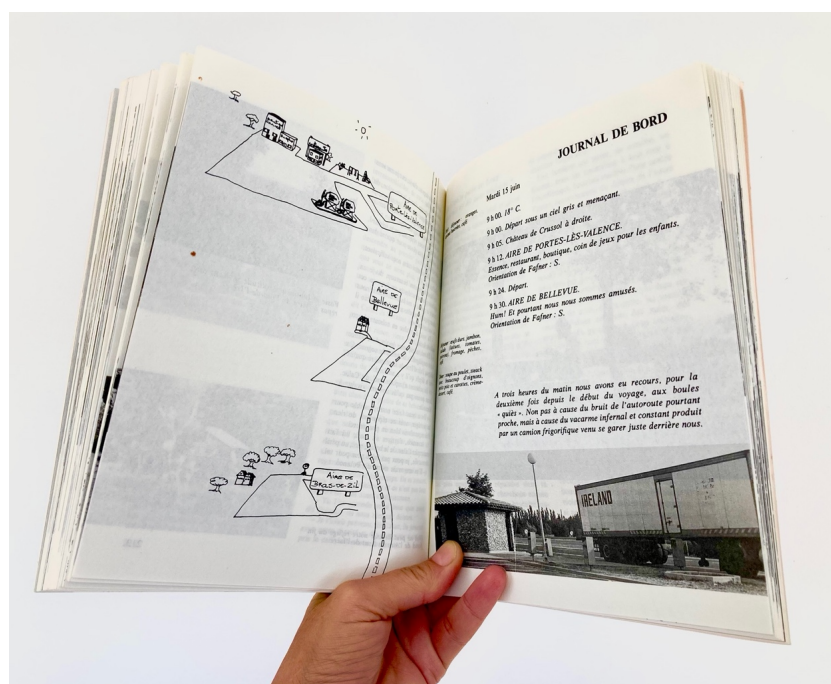 AIRE DE
AIRE DE
Bellevue
AIRE DE
BRAS-DE-ZIL
JOURNAL DE BORD
Mardi 15 juin
9 h 00. 18° C.
9 h 00. Départ sous un ciel gris et menaçant.
9 h 05. Château de Crussol à droite.
9 h 12. AIRE DE PORTES-LÈS-VALENCE.
Essence, restaurant, boutique, coin de jeux pour les enfants.
Orientation de Fafner : S.
9 h 24. Départ.
9 h 30. AIRE DE BELLEVUE.
Hum! Et pourtant nous nous sommes amusés.
Orientation de Fafner : S.
A trois heures du matin nous avons eu recours, pour la
deuxième fois depuis le début du voyage, aux boules
« quiès ». Non pas à cause du bruit de l'autoroute pourtant
proche, mais à cause du vacarme infernal et constant produit
par un camion frigorifique venu se garer juste derrière nous.
IRELAND